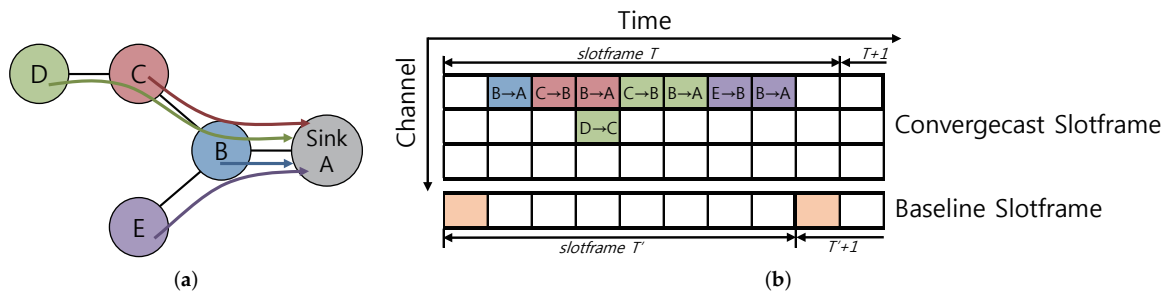 D
C
B
Sink
A
E
(a)
Time
slotframe T
T+1
Channel
B→A C→B B→A C→B B→A E→B B→A
D→C
Convergecast Slotframe
Baseline Slotframe
slotframe T'
T'+1
(b)